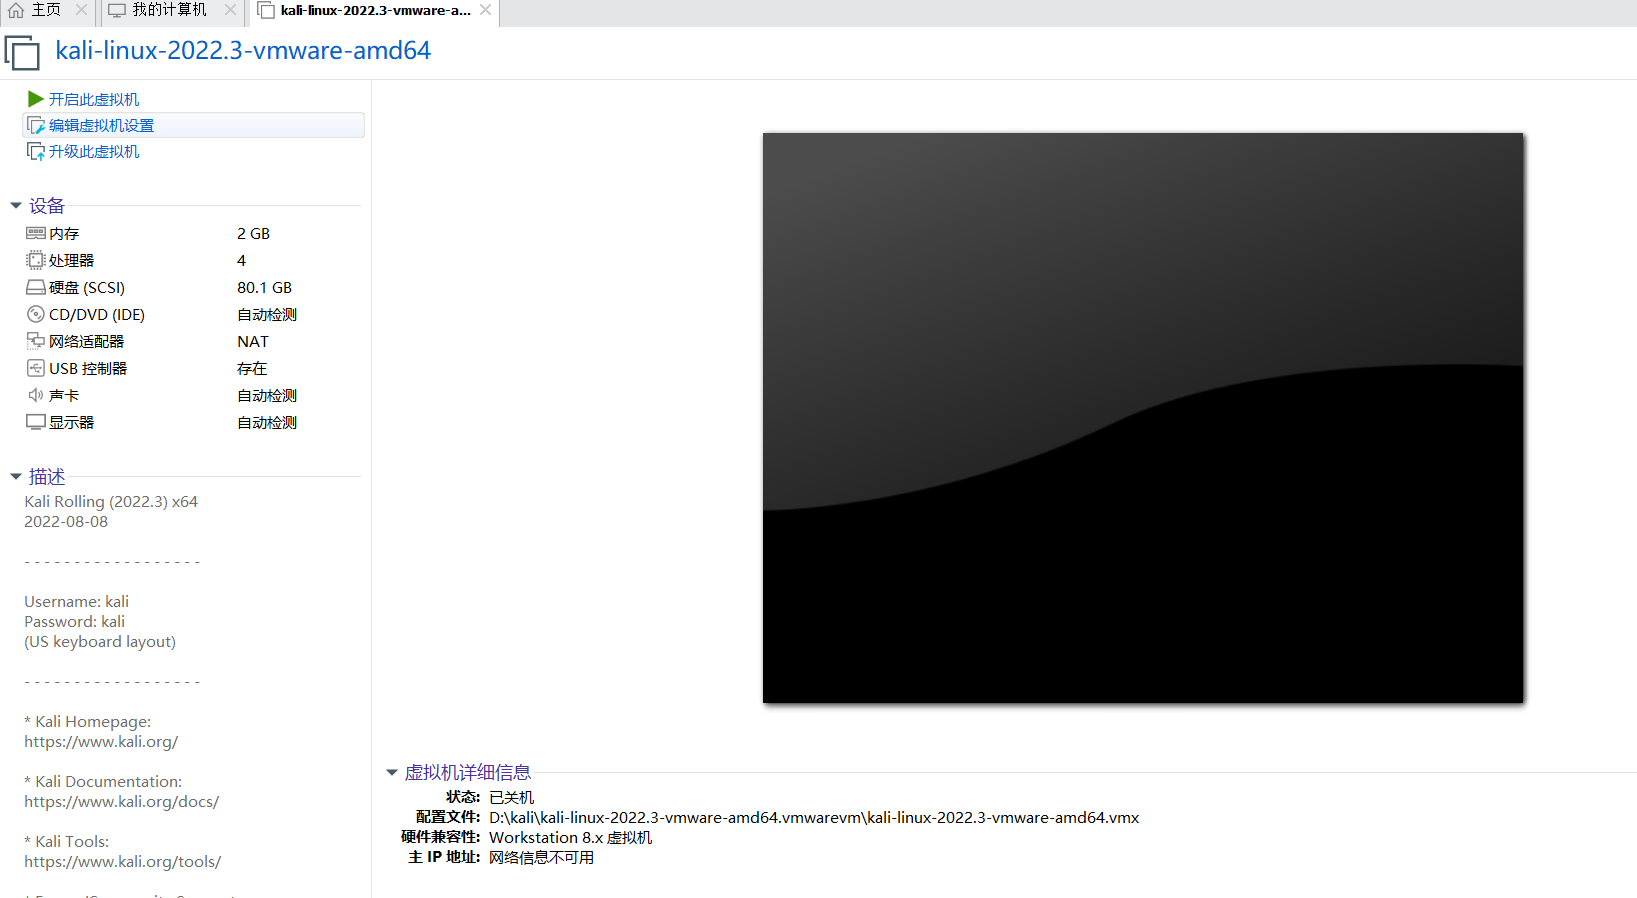 主页
我的计算机
kali-linux-2022.3-vmware-a...
kali-linux-2022.3-vmware-amd64
开启此虚拟机
编辑虚拟机设置
升级此虚拟机
设备
内存 2 GB
处理器 4
硬盘 (SCSI) 80.1 GB
CD/DVD (IDE) 自动检测
网络适配器 NAT
USB 控制器 存在
声卡 自动检测
显示器 自动检测
描述
Kali Rolling (2022.3) x64
2022-08-08
- - - - - - - - - - - - - - - - - -
Username: kali
Password: kali
(US keyboard layout)
- - - - - - - - - - - - - - - - - -
* Kali Homepage:
https://www.kali.org/
* Kali Documentation:
https://www.kali.org/docs/
* Kali Tools:
https://www.kali.org/tools/
虚拟机详细信息
状态: 已关机
配置文件: D:\kali\kali-linux-2022.3-vmware-amd64.vmwarevm\kali-linux-2022.3-vmware-amd64.vmx
硬件兼容性: Workstation 8.x 虚拟机
主 IP 地址: 网络信息不可用